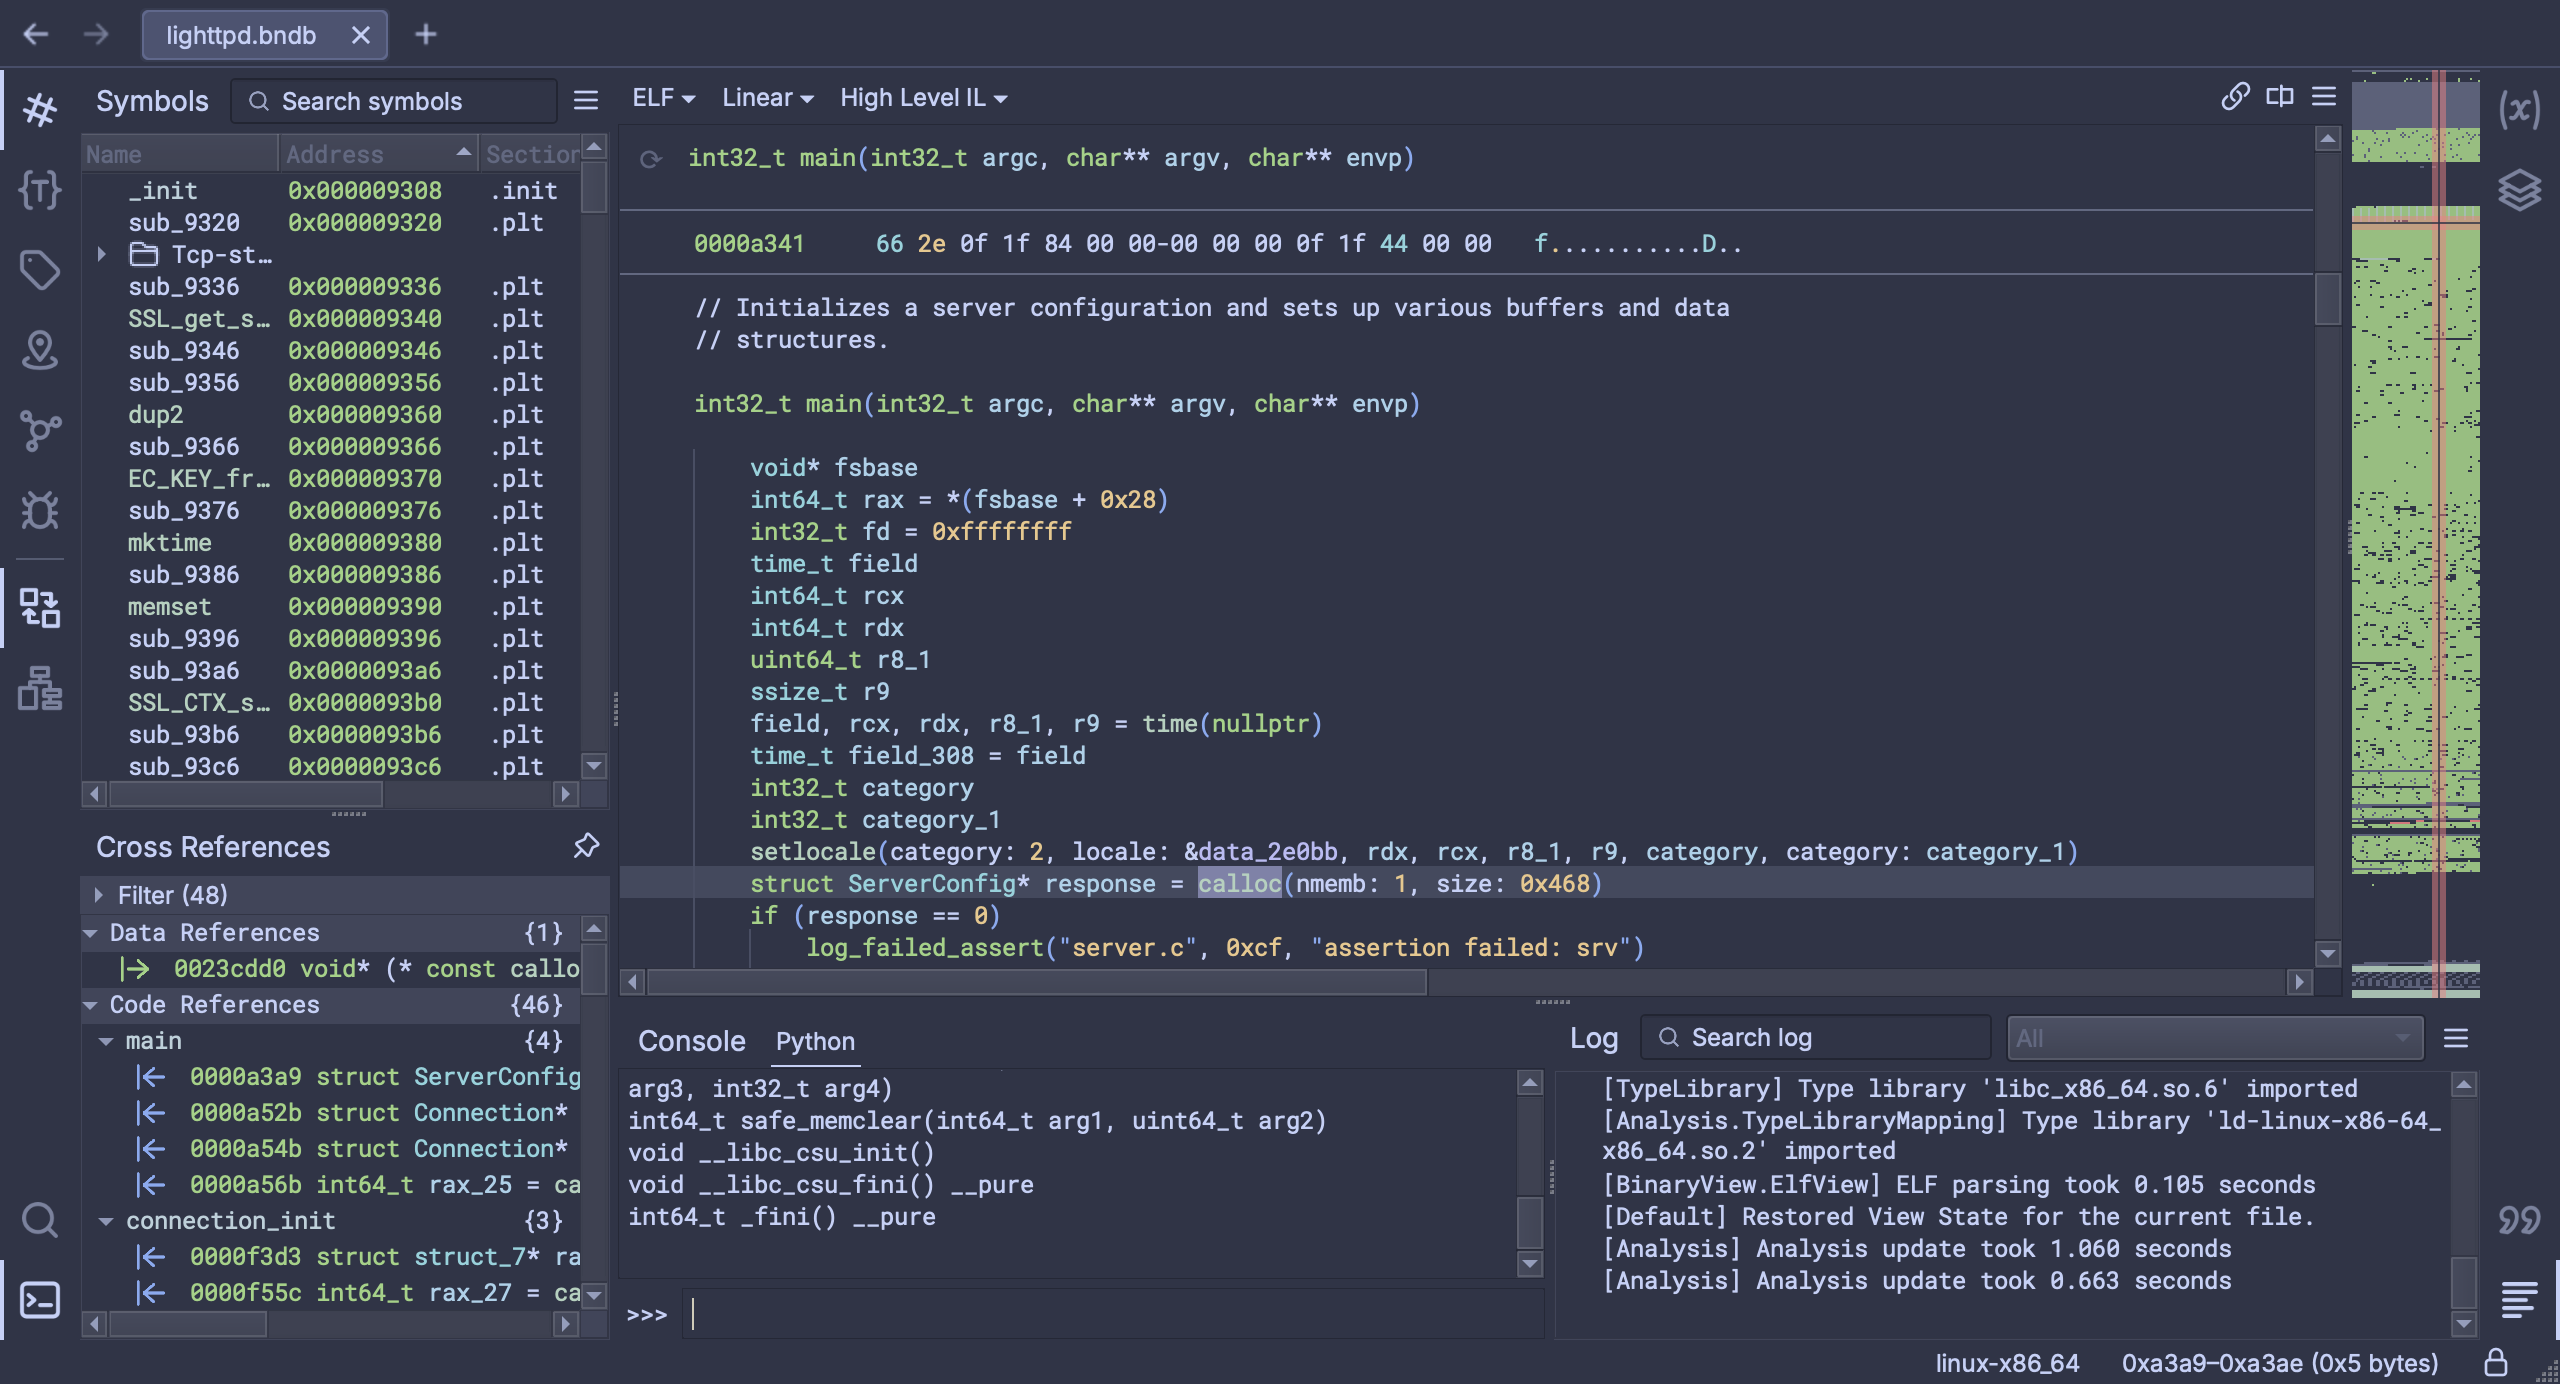 lighttpd.bndb
Symbols
Search symbols
Name Address Section
_init 0x000009308 .init
sub_9320 0x000009320 .plt
Tcp-st…
sub_9336 0x000009336 .plt
SSL_get_s… 0x000009340 .plt
sub_9346 0x000009346 .plt
sub_9356 0x000009356 .plt
dup2 0x000009360 .plt
sub_9366 0x000009366 .plt
EC_KEY_fr… 0x000009370 .plt
sub_9376 0x000009376 .plt
mktime 0x000009380 .plt
sub_9386 0x000009386 .plt
memset 0x000009390 .plt
sub_9396 0x000009396 .plt
sub_93a6 0x0000093a6 .plt
SSL_CTX_s… 0x0000093b0 .plt
sub_93b6 0x0000093b6 .plt
sub_93c6 0x0000093c6 .plt
Cross References
Filter (48)
Data References {1}
0023cdd0 void* (* const callo
Code References {46}
main {4}
0000a3a9 struct ServerConfig
0000a52b struct Connection*
0000a54b struct Connection*
0000a56b int64_t rax_25 = ca
connection_init {3}
0000f3d3 struct struct_7* ra
0000f55c int64_t rax_27 = ca
ELF Linear High Level IL
int32_t main(int32_t argc, char** argv, char** envp)
0000a341 66 2e 0f 1f 84 00 00-00 00 00 0f 1f 44 00 00 f...........D..
// Initializes a server configuration and sets up various buffers and data
// structures.
int32_t main(int32_t argc, char** argv, char** envp)
void* fsbase
int64_t rax = *(fsbase + 0x28)
int32_t fd = 0xffffffff
time_t field
int64_t rcx
int64_t rdx
uint64_t r8_1
ssize_t r9
field, rcx, rdx, r8_1, r9 = time(nullptr)
time_t field_308 = field
int32_t category
int32_t category_1
setlocale(category: 2, locale: &data_2e0bb, rdx, rcx, r8_1, r9, category, category: category_1)
struct ServerConfig* response = calloc(nmemb: 1, size: 0x468)
if (response == 0)
log_failed_assert("server.c", 0xcf, "assertion failed: srv")
Console Python
arg3, int32_t arg4)
int64_t safe_memclear(int64_t arg1, uint64_t arg2)
void __libc_csu_init()
void __libc_csu_fini() __pure
int64_t _fini() __pure
>>>
Log
Search log
All
[TypeLibrary] Type library 'libc_x86_64.so.6' imported
[Analysis.TypeLibraryMapping] Type library 'ld-linux-x86-64_
x86_64.so.2' imported
[BinaryView.ElfView] ELF parsing took 0.105 seconds
[Default] Restored View State for the current file.
[Analysis] Analysis update took 1.060 seconds
[Analysis] Analysis update took 0.663 seconds
linux-x86_64 0xa3a9–0xa3ae (0x5 bytes)